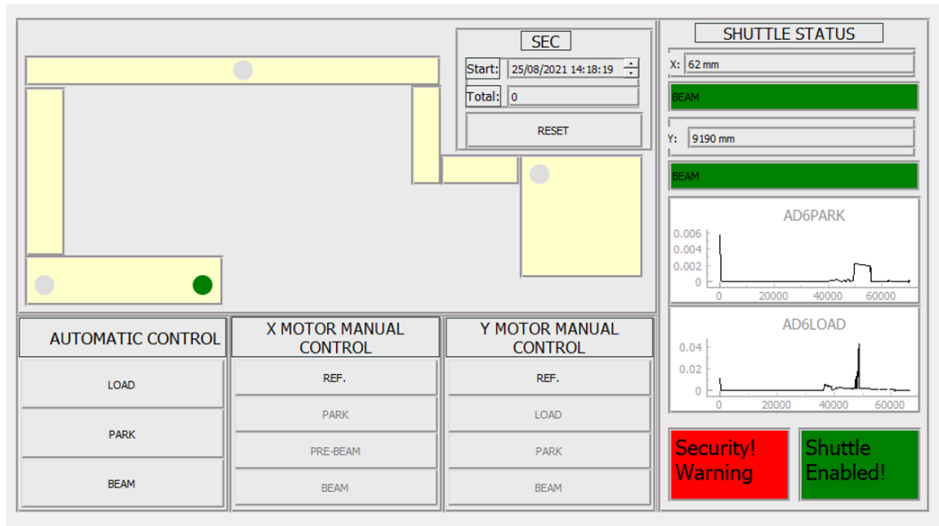 SEC
Start: 25/08/2021 14:18:19
Total: 0
RESET
SHUTTLE STATUS
X: 62 mm
BEAM
Y: 9190 mm
BEAM
AD6PARK
0.006
0.004
0.002
0
0 20000 40000 60000
AD6LOAD
0.04
0.02
0
0 20000 40000 60000
Security!
Warning
Shuttle
Enabled!
AUTOMATIC CONTROL
LOAD
PARK
BEAM
X MOTOR MANUAL
CONTROL
REF.
PARK
PRE-BEAM
BEAM
Y MOTOR MANUAL
CONTROL
REF.
LOAD
PARK
BEAM